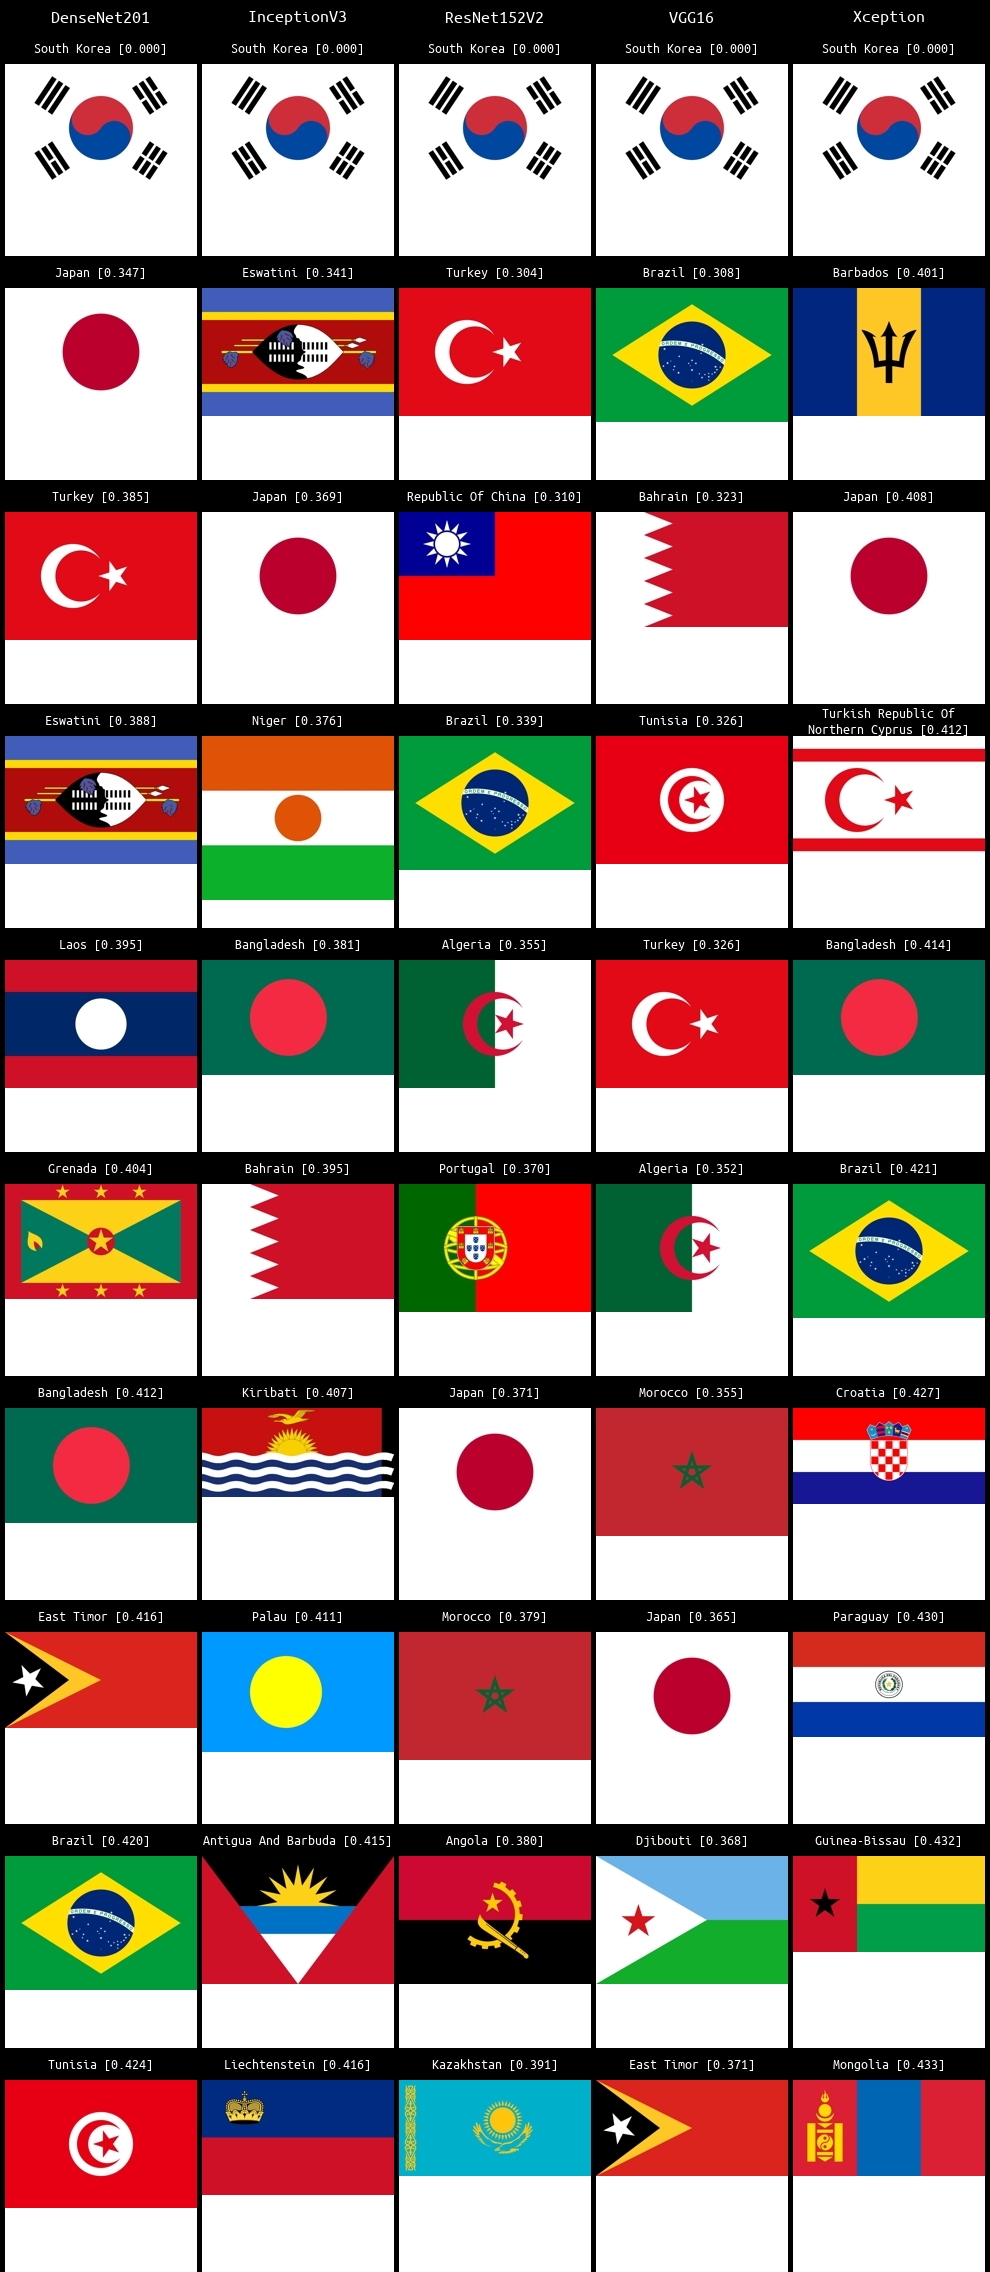 DenseNet201 InceptionV3 ResNet152V2 VGG16 Xception
South Korea [0.000] South Korea [0.000] South Korea [0.000] South Korea [0.000] South Korea [0.000]
Japan [0.347] Eswatini [0.341] Turkey [0.304] Brazil [0.308] Barbados [0.401]
ORDEM E PROGRESSO
Turkey [0.385] Japan [0.369] Republic Of China [0.310] Bahrain [0.323] Japan [0.408]
Eswatini [0.388] Niger [0.376] Brazil [0.339] Tunisia [0.326] Turkish Republic Of
Northern Cyprus [0.412]
ORDEM E PROGRESSO
Laos [0.395] Bangladesh [0.381] Algeria [0.355] Turkey [0.326] Bangladesh [0.414]
Grenada [0.404] Bahrain [0.395] Portugal [0.370] Algeria [0.352] Brazil [0.421]
ORDEM E PROGRESSO
Bangladesh [0.412] Kiribati [0.407] Japan [0.371] Morocco [0.355] Croatia [0.427]
East Timor [0.416] Palau [0.411] Morocco [0.379] Japan [0.365] Paraguay [0.430]
Brazil [0.420] Antigua And Barbuda [0.415] Angola [0.380] Djibouti [0.368] Guinea-Bissau [0.432]
ORDEM E PROGRESSO
Tunisia [0.424] Liechtenstein [0.416] Kazakhstan [0.391] East Timor [0.371] Mongolia [0.433]